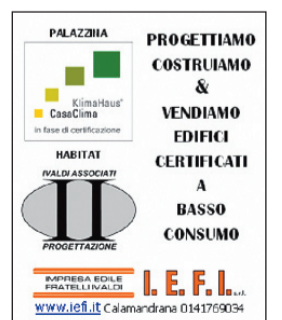 PALAZZINA
KlimaHaus®
CasaClima
in fase di certificazione
HABITAT
IVALDI ASSOCIATI
PROGETTAZIONE
IMPRESA EDILE
FRATELLI IVALDI
PROGETTIAMO
COSTRUIAMO
&
VENDIAMO
EDIFICI
CERTIFICATI
A
BASSO
CONSUMO
I. E. F. I. s.r.l.
www.iefi.it Calamandrana 0141769034